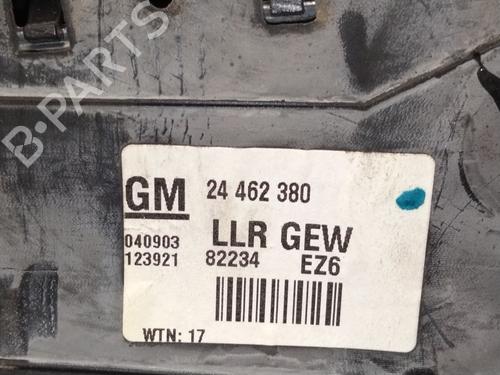 B-PARTS
GM 24 462 380
040903 LLR GEW
123921 82234 EZ6
WTN: 17